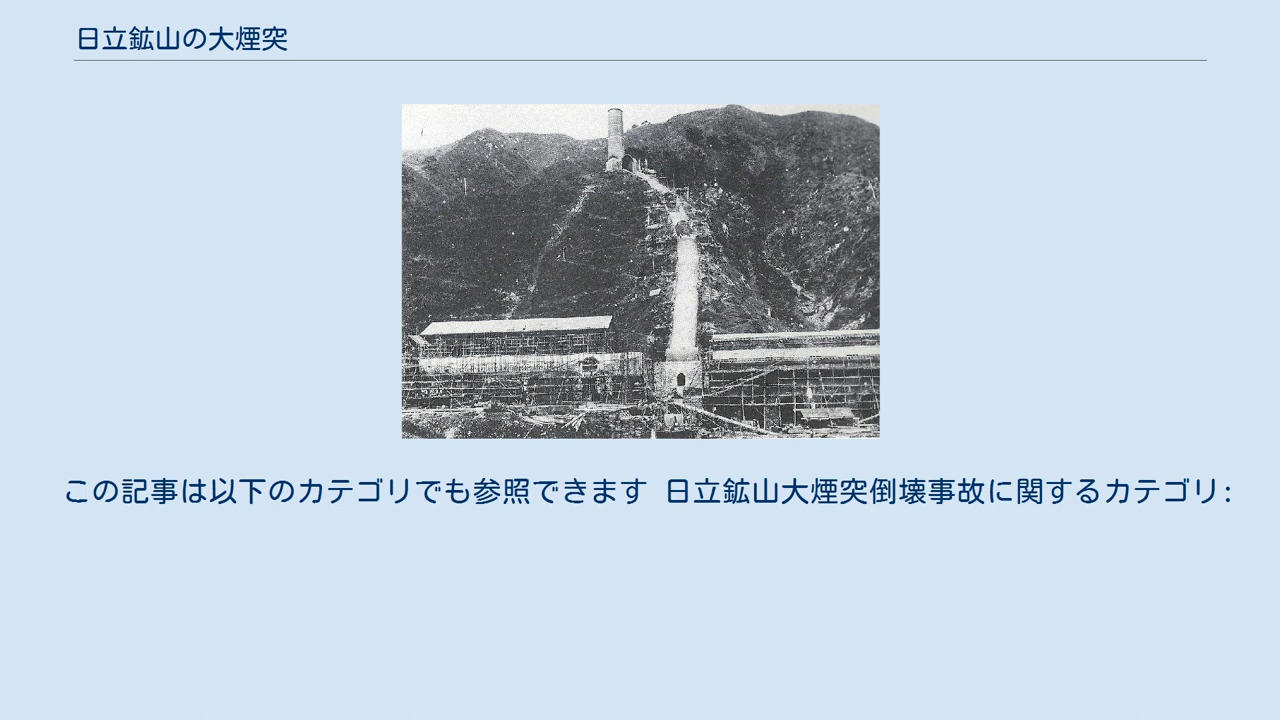 日立鉱山の大煙突
この記事は以下のカテゴリでも参照できます 日立鉱山大煙突倒壊事故に関するカテゴリ: